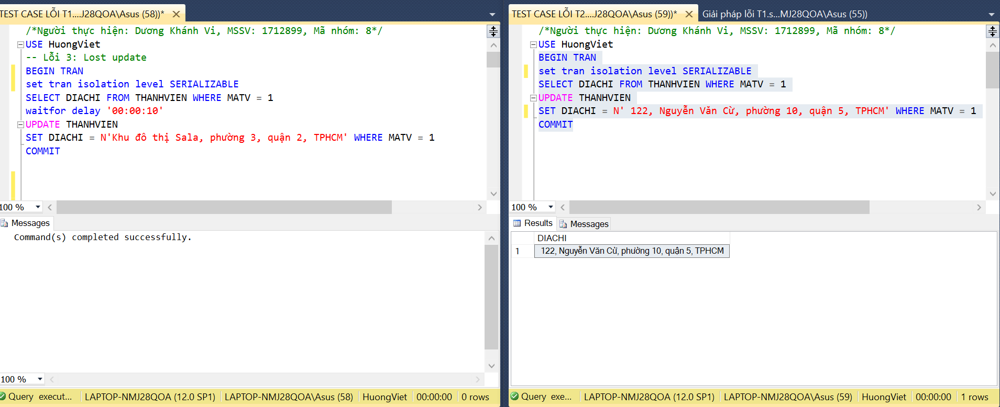 TEST CASE LỖI T1....J28QOA\Asus (58))*
/*Người thực hiện: Dương Khánh Vi, MSSV: 1712899, Mã nhóm: 8*/
USE HuongViet
-- Lỗi 3: Lost update
BEGIN TRAN
set tran isolation level SERIALIZABLE
SELECT DIACHI FROM THANHVIEN WHERE MATV = 1
waitfor delay '00:00:10'
UPDATE THANHVIEN
SET DIACHI = N'Khu đô thị Sala, phường 3, quận 2, TPHCM' WHERE MATV = 1
COMMIT
100 %
Messages
Command(s) completed successfully.
100 %
Query execut... LAPTOP-NMJ28QOA (12.0 SP1) LAPTOP-NMJ28QOA\Asus (58) HuongViet 00:00:00 0 rows
TEST CASE LỖI T2....J28QOA\Asus (59))* Giải pháp lỗi T1.s...MJ28QOA\Asus (55))
/*Người thực hiện: Dương Khánh Vi, MSSV: 1712899, Mã nhóm: 8*/
USE HuongViet
BEGIN TRAN
set tran isolation level SERIALIZABLE
SELECT DIACHI FROM THANHVIEN WHERE MATV = 1
UPDATE THANHVIEN
SET DIACHI = N' 122, Nguyễn Văn Cừ, phường 10, quận 5, TPHCM' WHERE MATV = 1
COMMIT
100 %
Results Messages
DIACHI
1 122, Nguyễn Văn Cừ, phường 10, quận 5, TPHCM
Query exe... LAPTOP-NMJ28QOA (12.0 SP1) LAPTOP-NMJ28QOA\Asus (59) HuongViet 00:00:00 1 rows